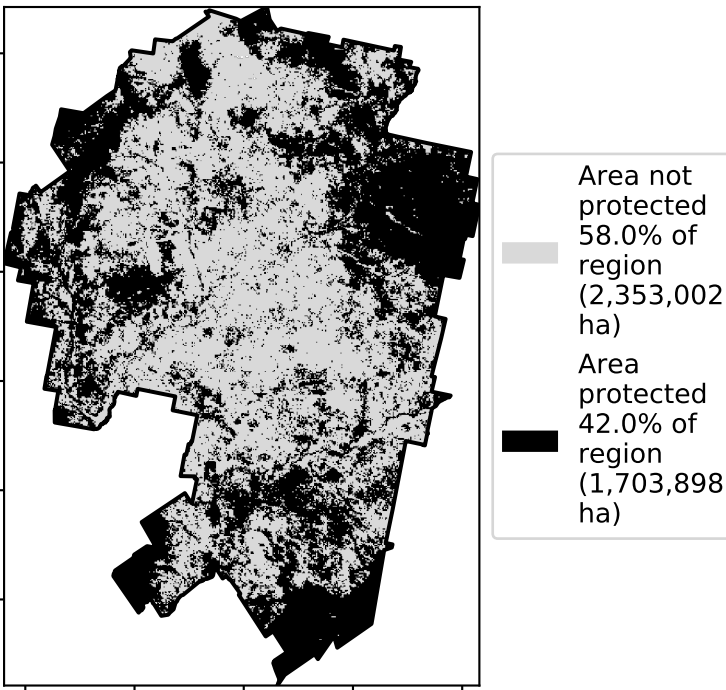 Area not
protected
58.0% of
region
(2,353,002
ha)
Area
protected
42.0% of
region
(1,703,898
ha)